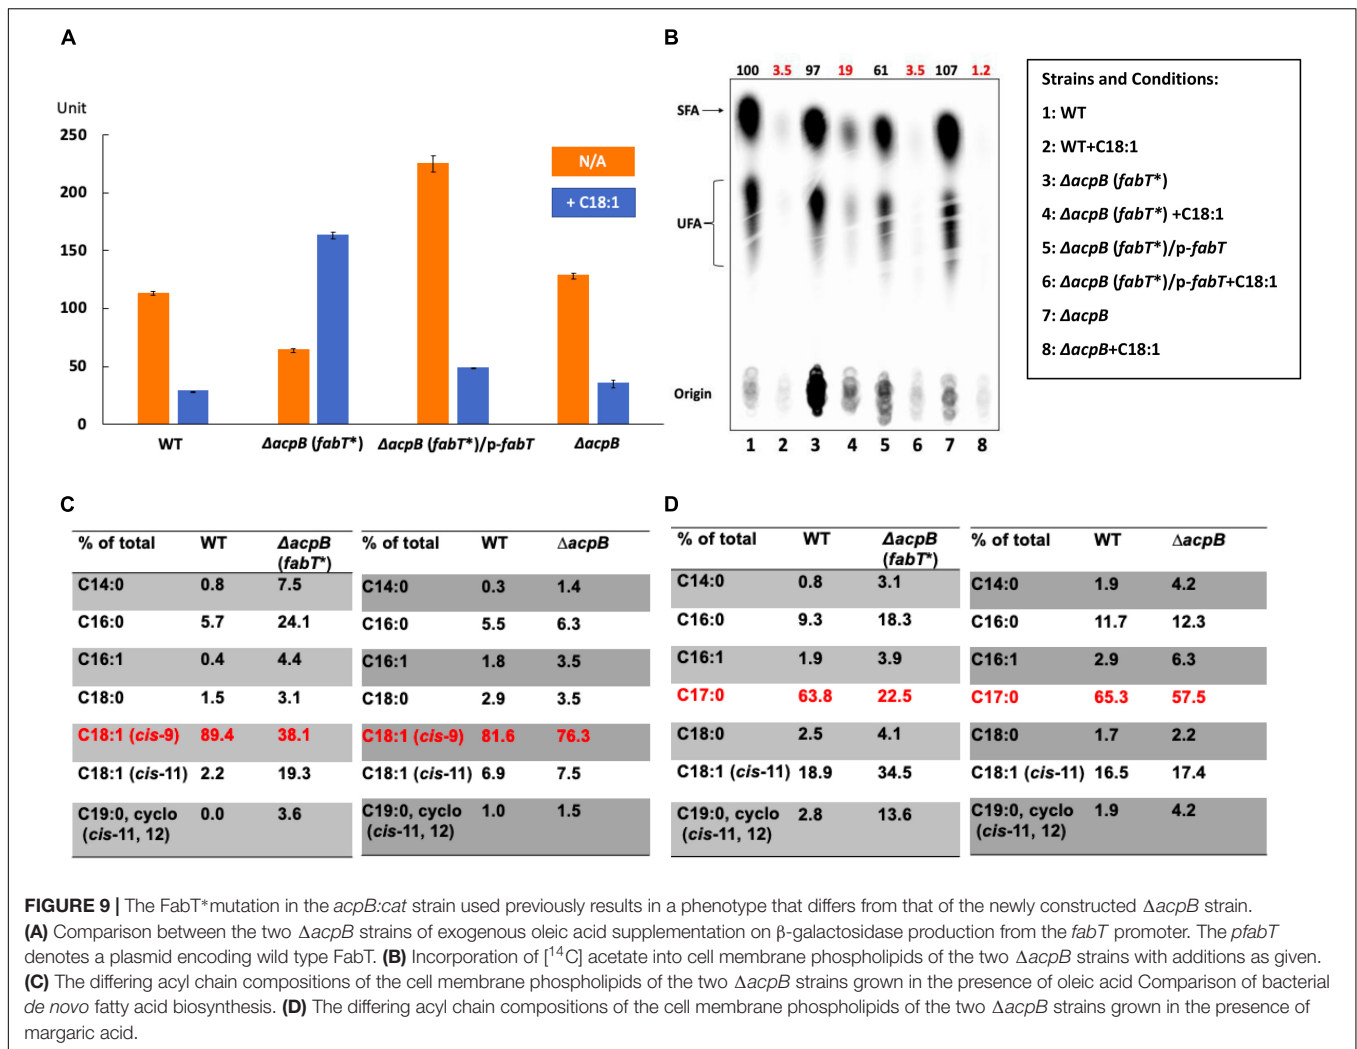 A
Unit
250
200
150
100
50
0
N/A
+ C18:1
WT
ΔacpB (fabT*)
ΔacpB (fabT*)/p-fabT
ΔacpB
B
100 3.5 97 19 61 3.5 107 1.2
SFA
UFA
Origin
1 2 3 4 5 6 7 8
Strains and Conditions:
1: WT
2: WT+C18:1
3: ΔacpB (fabT*)
4: ΔacpB (fabT*) +C18:1
5: ΔacpB (fabT*)/p-fabT
6: ΔacpB (fabT*)/p-fabT+C18:1
7: ΔacpB
8: ΔacpB+C18:1
C
% of total WT ΔacpB
(fabT*)
C14:0 0.8 7.5
C16:0 5.7 24.1
C16:1 0.4 4.4
C18:0 1.5 3.1
C18:1 (cis-9) 89.4 38.1
C18:1 (cis-11) 2.2 19.3
C19:0, cyclo 0.0 3.6
(cis-11, 12)
% of total WT ΔacpB
C14:0 0.3 1.4
C16:0 5.5 6.3
C16:1 1.8 3.5
C18:0 2.9 3.5
C18:1 (cis-9) 81.6 76.3
C18:1 (cis-11) 6.9 7.5
C19:0, cyclo 1.0 1.5
(cis-11, 12)
D
% of total WT ΔacpB
(fabT*)
C14:0 0.8 3.1
C16:0 9.3 18.3
C16:1 1.9 3.9
C17:0 63.8 22.5
C18:0 2.5 4.1
C18:1 (cis-11) 18.9 34.5
C19:0, cyclo 2.8 13.6
(cis-11, 12)
% of total WT ΔacpB
C14:0 1.9 4.2
C16:0 11.7 12.3
C16:1 2.9 6.3
C17:0 65.3 57.5
C18:0 1.7 2.2
C18:1 (cis-11) 16.5 17.4
C19:0, cyclo 1.9 4.2
(cis-11, 12)
FIGURE 9 | The FabT*mutation in the acpB:cat strain used previously results in a phenotype that differs from that of the newly constructed ΔacpB strain.
(A) Comparison between the two ΔacpB strains of exogenous oleic acid supplementation on β-galactosidase production from the fabT promoter. The pfabT
denotes a plasmid encoding wild type FabT. (B) Incorporation of [14C] acetate into cell membrane phospholipids of the two ΔacpB strains with additions as given.
(C) The differing acyl chain compositions of the cell membrane phospholipids of the two ΔacpB strains grown in the presence of oleic acid Comparison of bacterial
de novo fatty acid biosynthesis. (D) The differing acyl chain compositions of the cell membrane phospholipids of the two ΔacpB strains grown in the presence of
margaric acid.